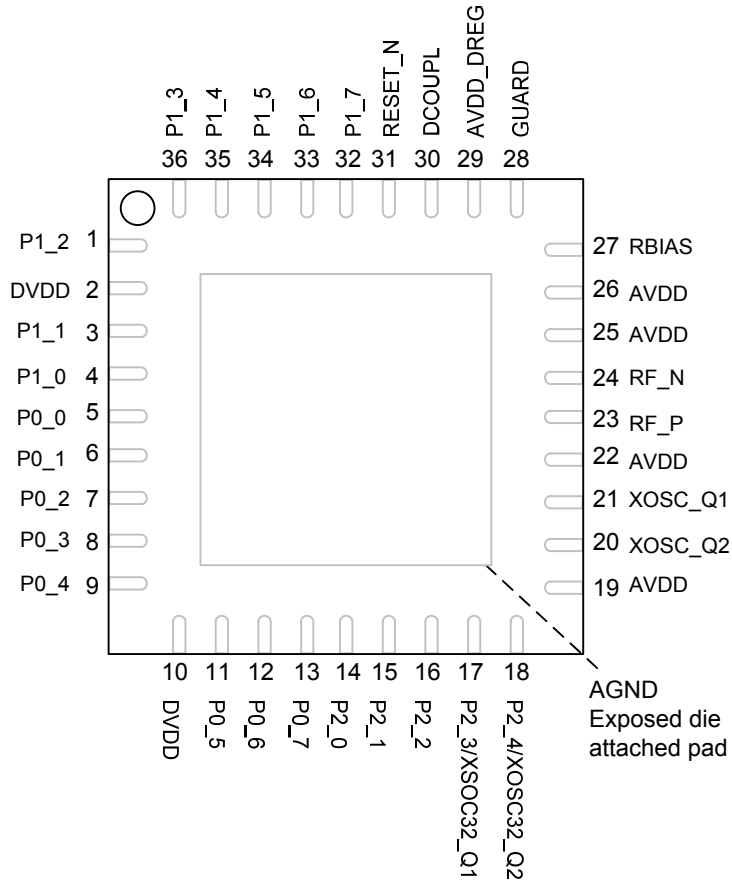 P1_3
P1_4
P1_5
P1_6
P1_7
RESET_N
DCOUPL
AVDD_DREG
GUARD
36 35 34 33 32 31 30 29 28
P1_2 1
DVDD 2
P1_1 3
P1_0 4
P0_0 5
P0_1 6
P0_2 7
P0_3 8
P0_4 9
27 RBIAS
26 AVDD
25 AVDD
24 RF_N
23 RF_P
22 AVDD
21 XOSC_Q1
20 XOSC_Q2
19 AVDD
10 11 12 13 14 15 16 17 18
DVDD
P0_5
P0_6
P0_7
P2_0
P2_1
P2_2
P2_3/XSOC32_Q1
P2_4/XOSC32_Q2
AGND
Exposed die
attached pad